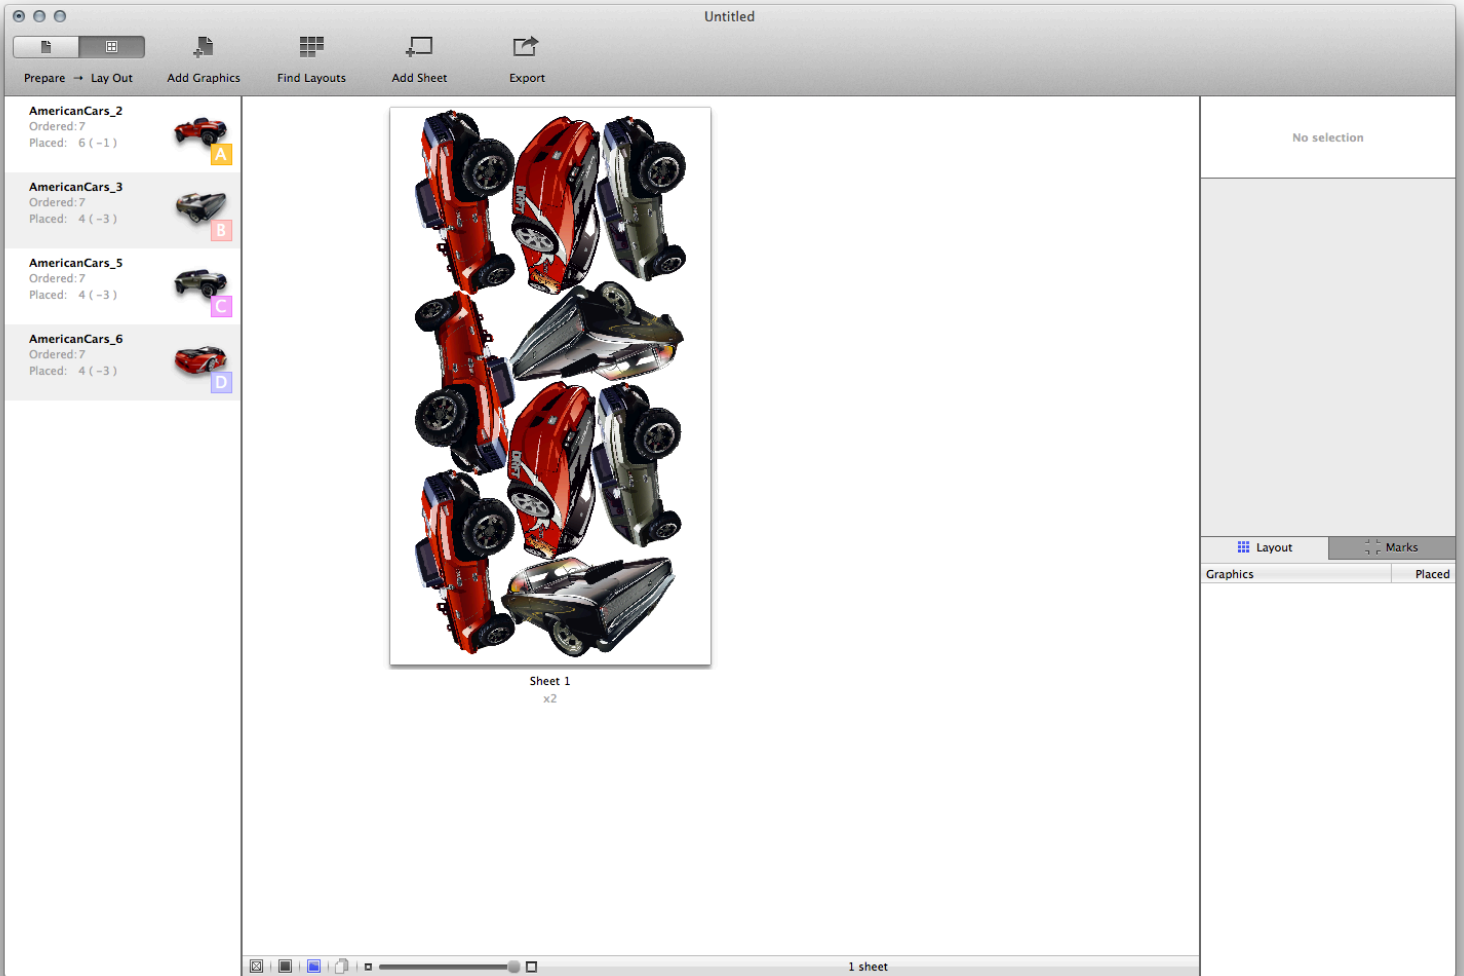 Untitled
Prepare → Lay Out
Add Graphics
Find Layouts
Add Sheet
Export
AmericanCars_2
Ordered: 7
Placed: 6 ( -1 )
A
AmericanCars_3
Ordered: 7
Placed: 4 ( -3 )
B
AmericanCars_5
Ordered: 7
Placed: 4 ( -3 )
C
AmericanCars_6
Ordered: 7
Placed: 4 ( -3 )
D
DRIFT
DRIFT
Sheet 1
x2
No selection
Layout
Marks
Graphics
Placed
1 sheet